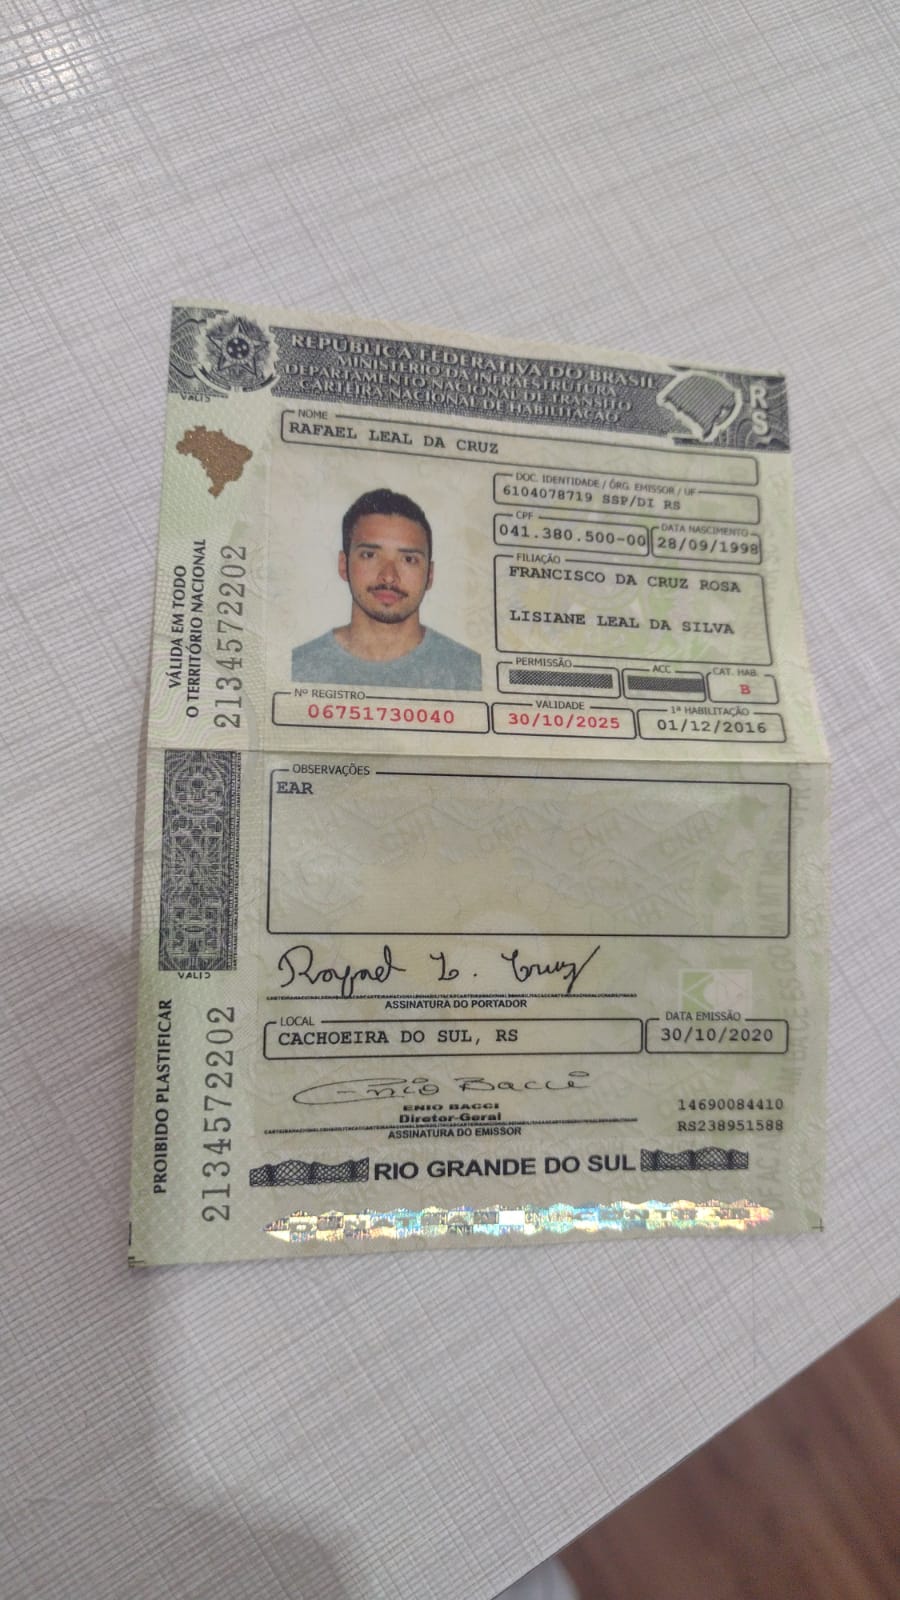 REPÚBLICA FEDERATIVA DO BRASIL
MINISTÉRIO DA INFRAESTRUTURA
DEPARTAMENTO NACIONAL DE TRÂNSITO
CARTEIRA NACIONAL DE HABILITAÇÃO
RS
NOME
RAFAEL LEAL DA CRUZ
DOC. IDENTIDADE / ÓRG. EMISSOR / UF
6104078719 SSP/DI RS
CPF
041.380.500-00
DATA NASCIMENTO
28/09/1998
FILIAÇÃO
FRANCISCO DA CRUZ ROSA
LISIANE LEAL DA SILVA
PERMISSÃO
ACC
CAT. HAB.
B
Nº REGISTRO
06751730040
VALIDADE
30/10/2025
1ª HABILITAÇÃO
01/12/2016
VÁLIDA EM TODO
O TERRITÓRIO NACIONAL
2134572202
OBSERVAÇÕES
EAR
Rafael L. Cruz
ASSINATURA DO PORTADOR
LOCAL
CACHOEIRA DO SUL, RS
DATA EMISSÃO
30/10/2020
Enio Bacci
ENIO BACCI
Diretor-Geral
ASSINATURA DO EMISSOR
14690084410
RS238951588
PROIBIDO PLASTIFICAR
2134572202
RIO GRANDE DO SUL